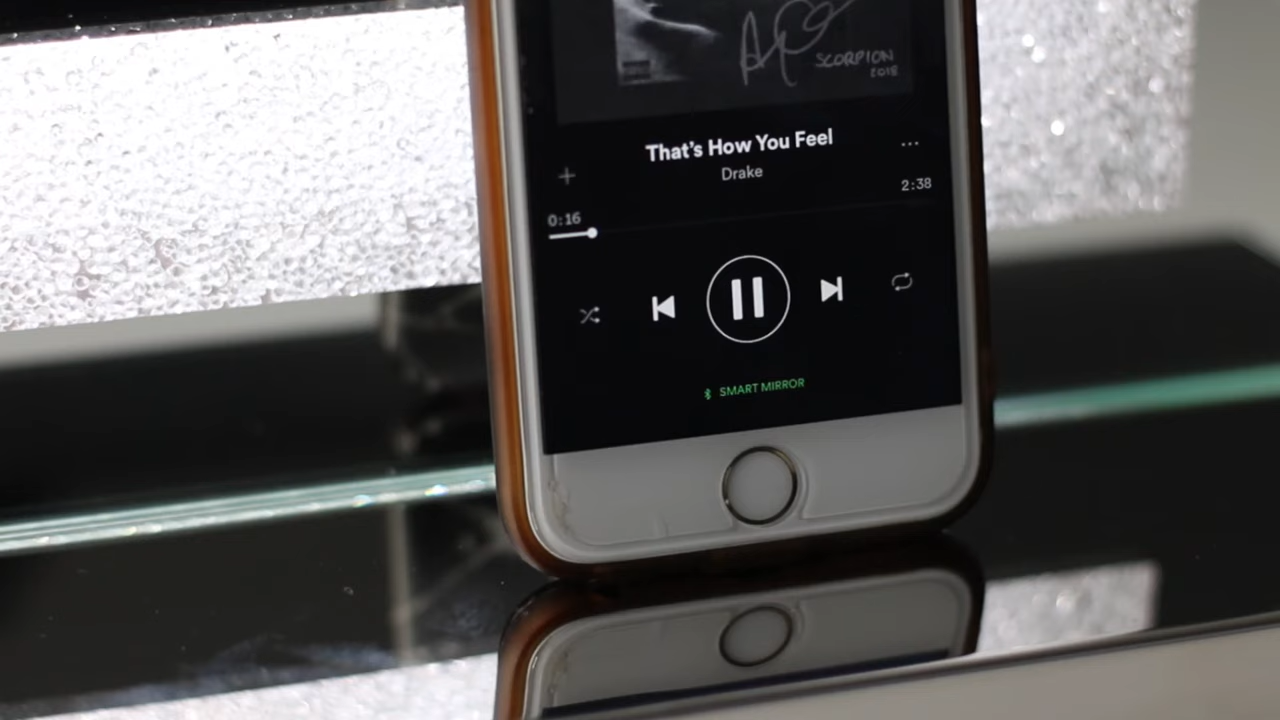 SCORPION
2018
That's How You Feel
Drake
2:38
0:16
SMART MIRROR